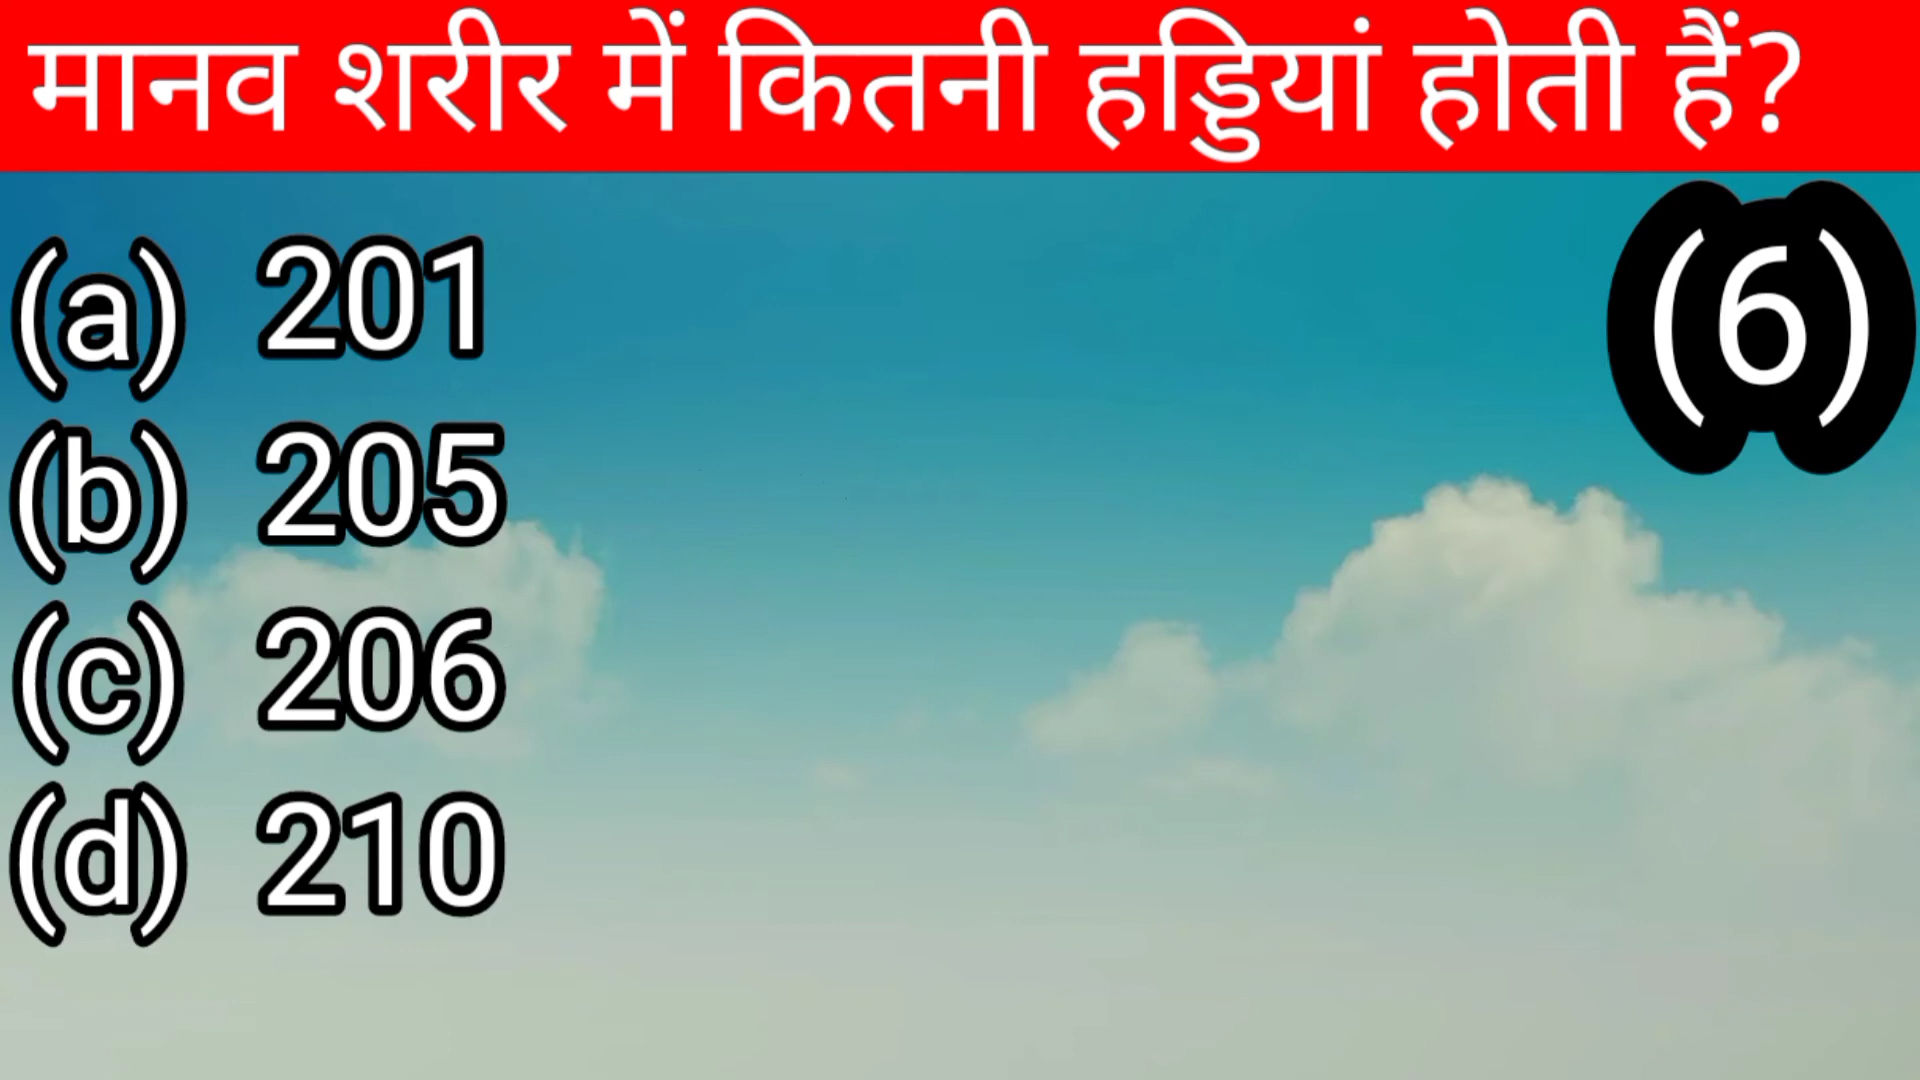 मानव शरीर में कितनी हड्डियां होती हैं?
(a) 201
(6)
(b) 205
(c) 206
(d) 210